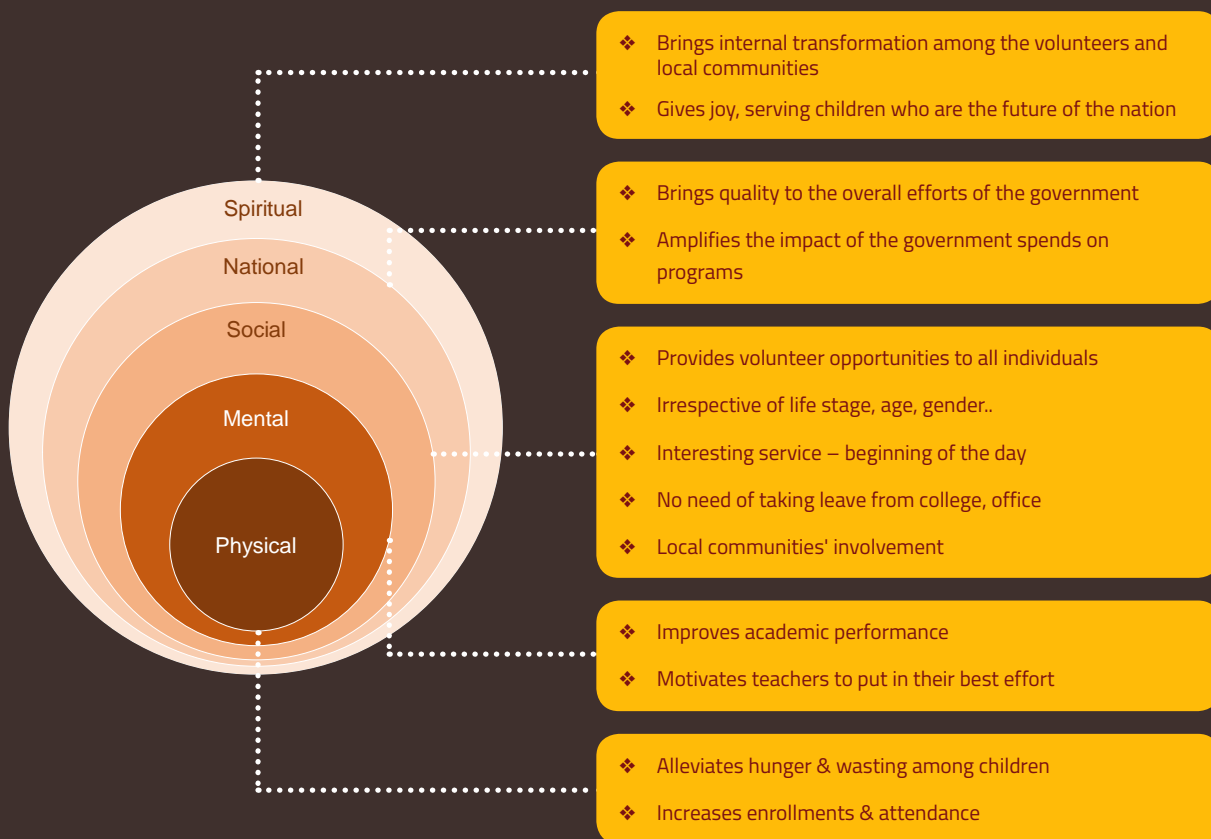 Spiritual
National
Social
Mental
Physical
❖ Brings internal transformation among the volunteers and
local communities
❖ Gives joy, serving children who are the future of the nation
❖ Brings quality to the overall efforts of the government
❖ Amplifies the impact of the government spends on
programs
❖ Provides volunteer opportunities to all individuals
❖ Irrespective of life stage, age, gender..
❖ Interesting service – beginning of the day
❖ No need of taking leave from college, office
❖ Local communities' involvement
❖ Improves academic performance
❖ Motivates teachers to put in their best effort
❖ Alleviates hunger & wasting among children
❖ Increases enrollments & attendance